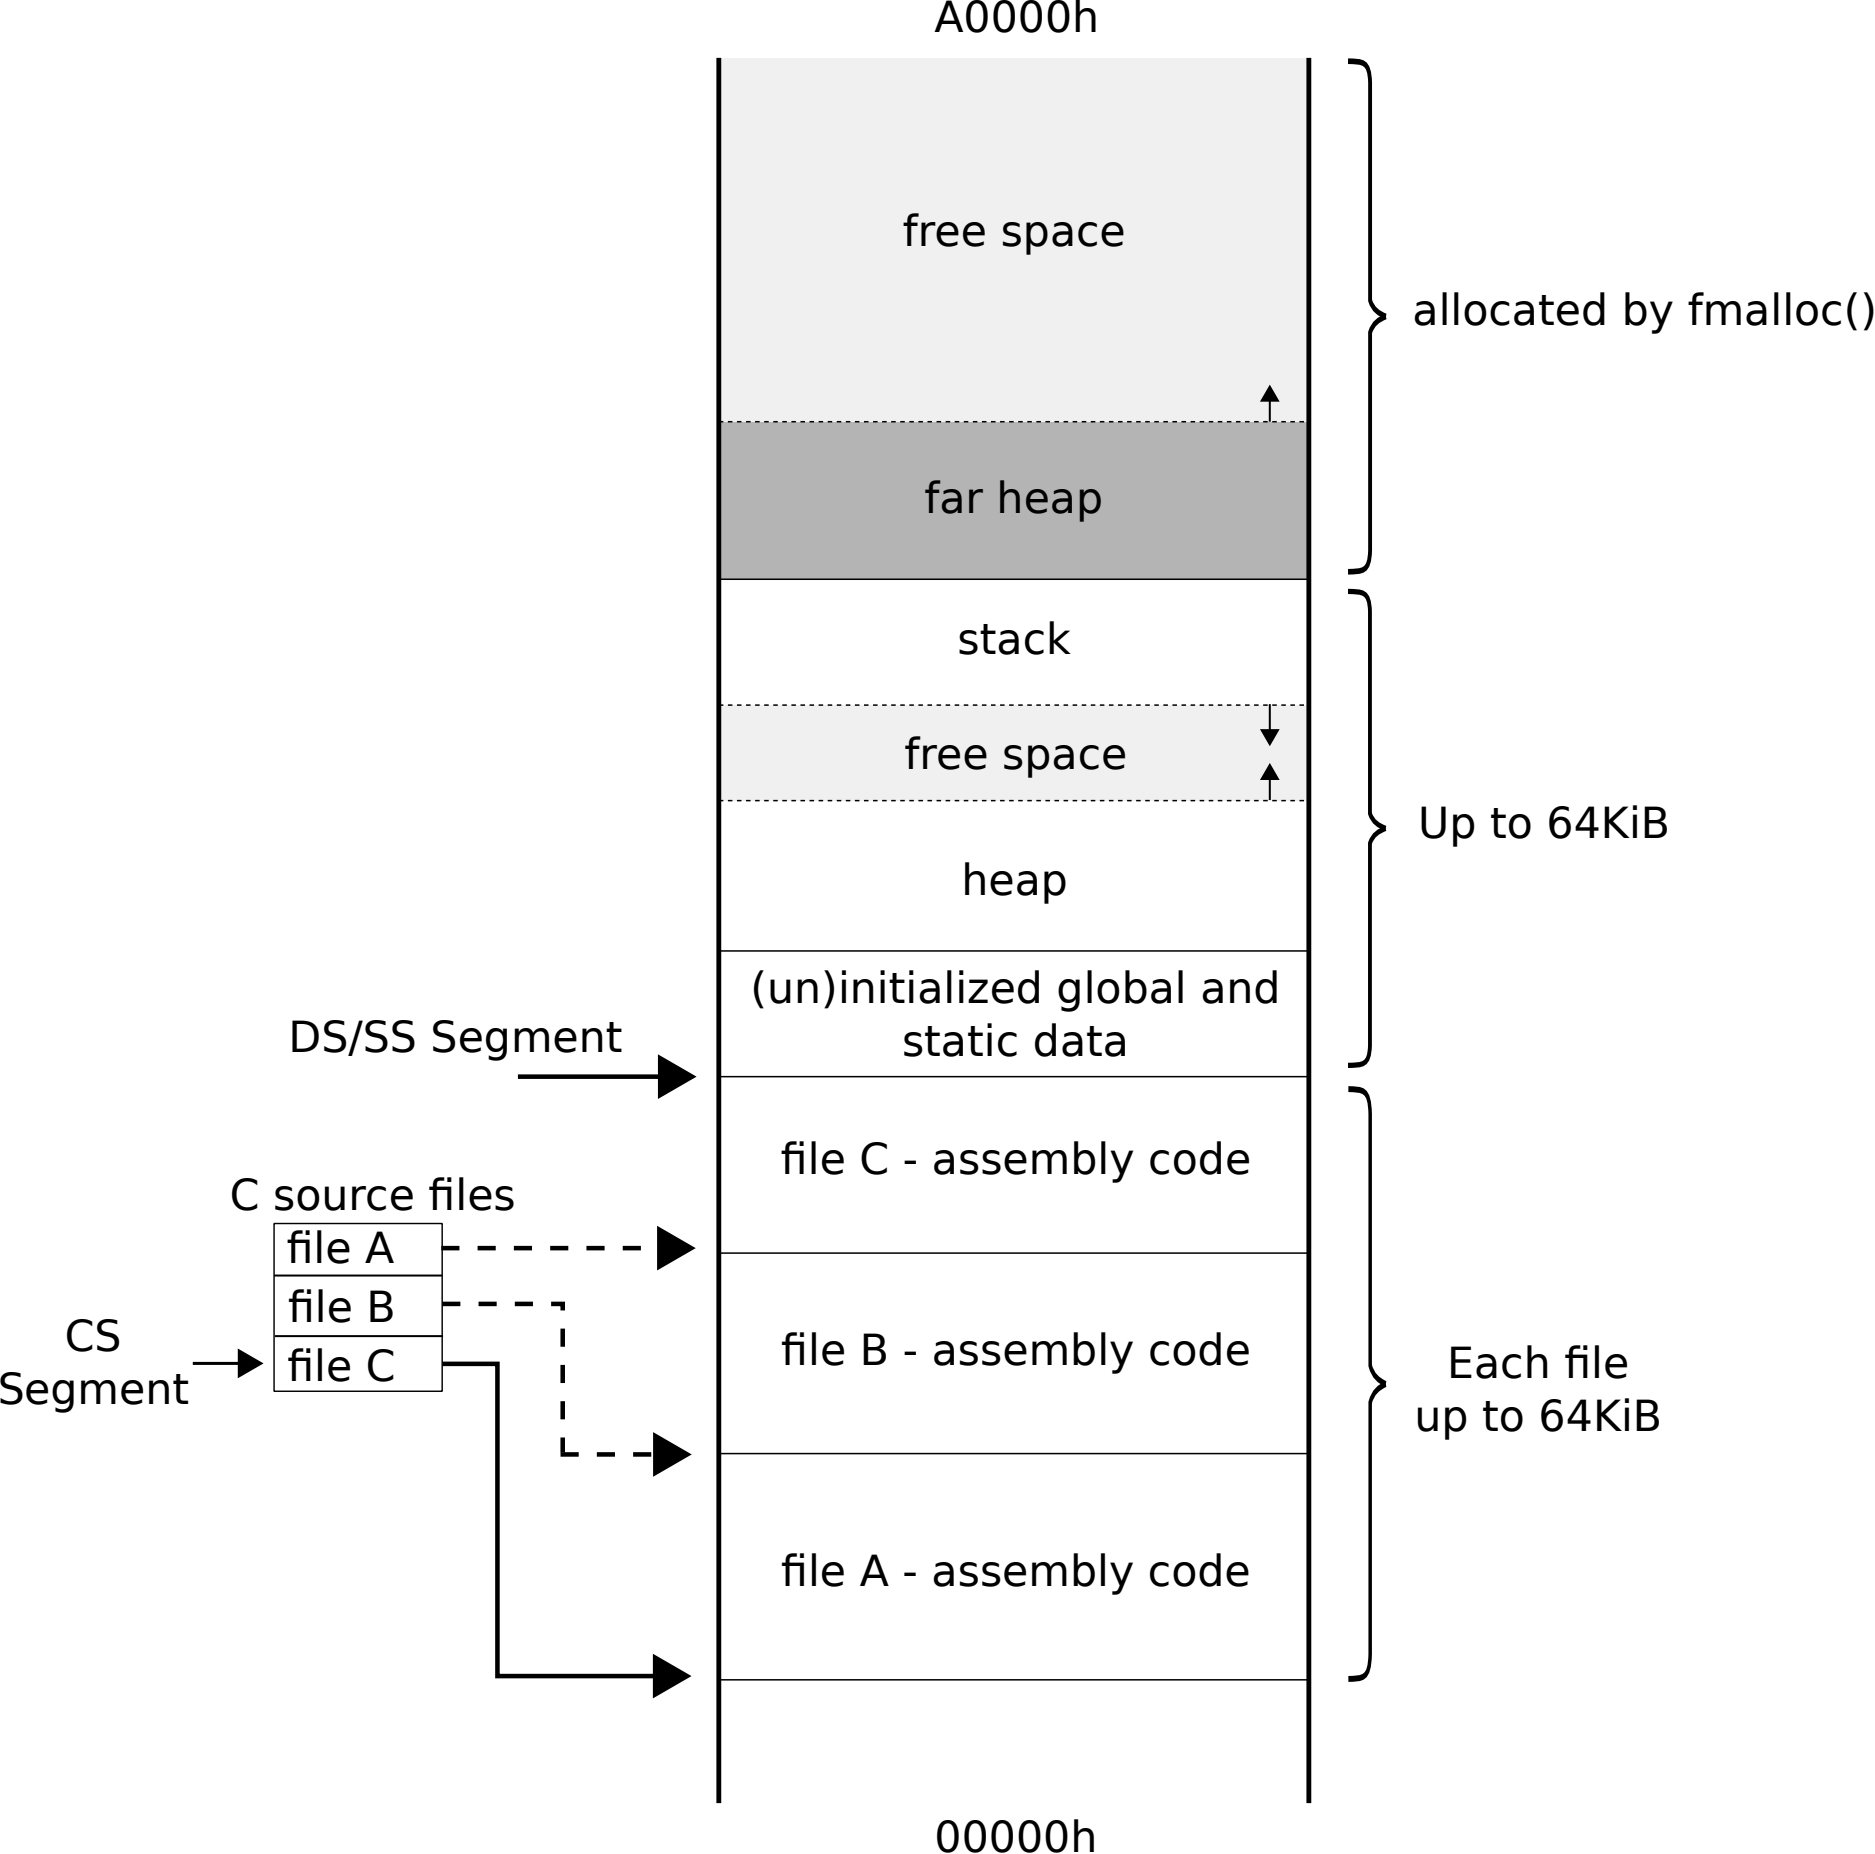 A0000h
free space
allocated by fmalloc()
far heap
stack
free space
Up to 64KiB
heap
(un)initialized global and
static data
DS/SS Segment
file C - assembly code
C source files
file A
file B
file C
CS
Segment
file B - assembly code
Each file
up to 64KiB
file A - assembly code
00000h